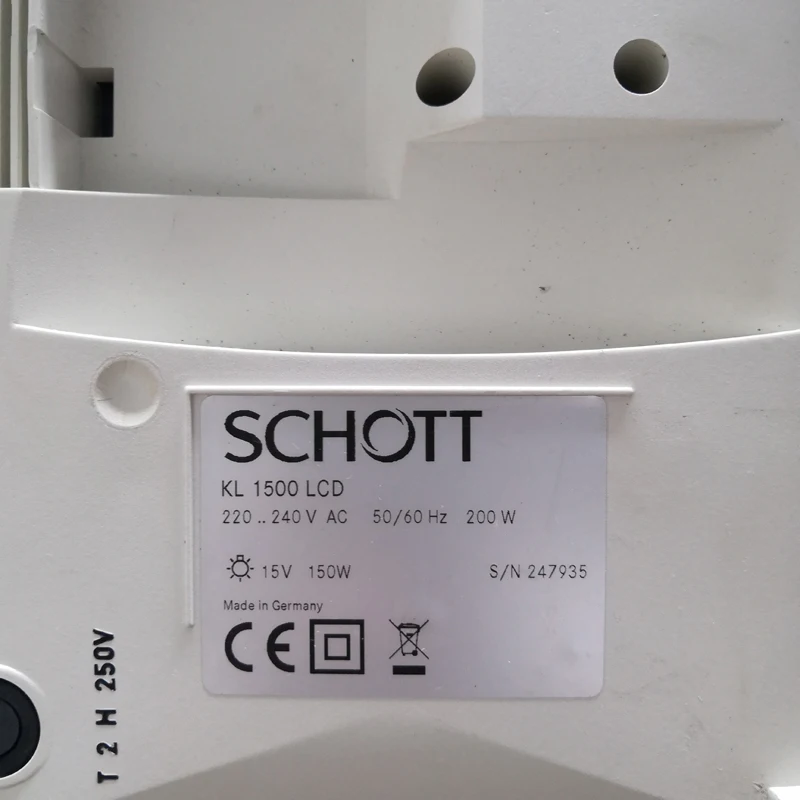 SCHOTT
KL 1500 LCD
220 .. 240 V AC 50/60 Hz 200 W
15V 150W S/N 247935
Made in Germany
CE
T 2 H 250V